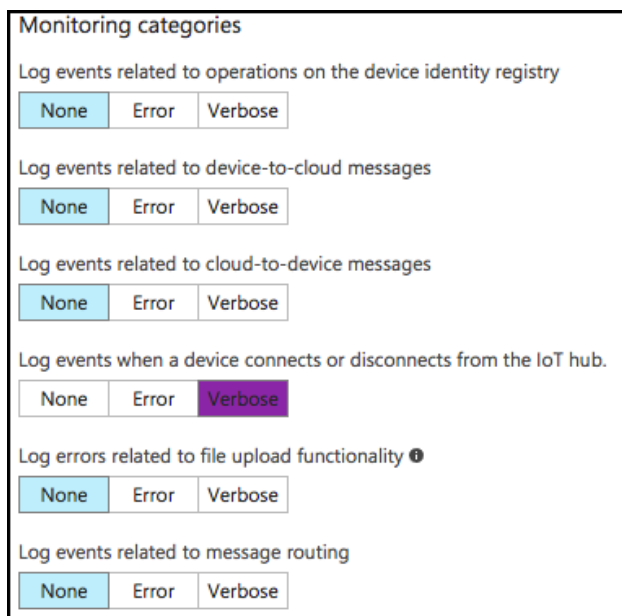 Monitoring categories
Log events related to operations on the device identity registry
None Error Verbose
Log events related to device-to-cloud messages
None Error Verbose
Log events related to cloud-to-device messages
None Error Verbose
Log events when a device connects or disconnects from the IoT hub.
None Error Verbose
Log errors related to file upload functionality
None Error Verbose
Log events related to message routing
None Error Verbose